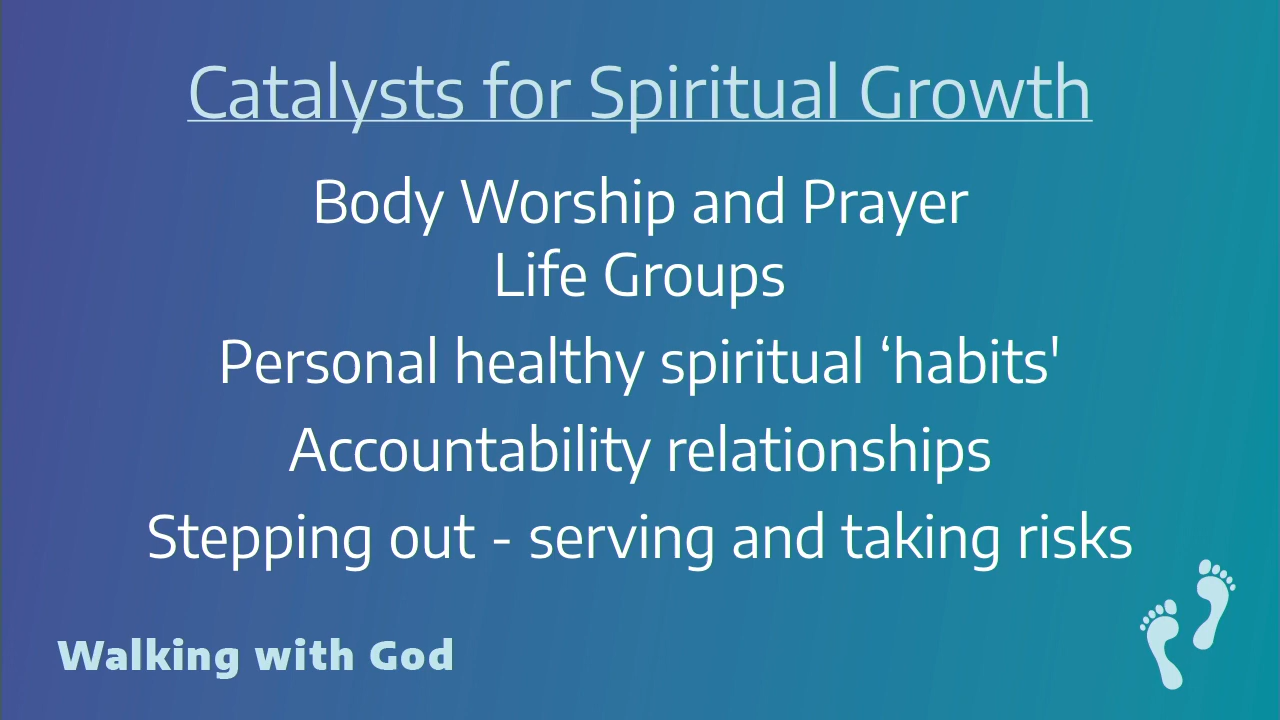 Catalysts for Spiritual Growth
Body Worship and Prayer
Life Groups
Personal healthy spiritual ‘habits'
Accountability relationships
Stepping out - serving and taking risks
Walking with God